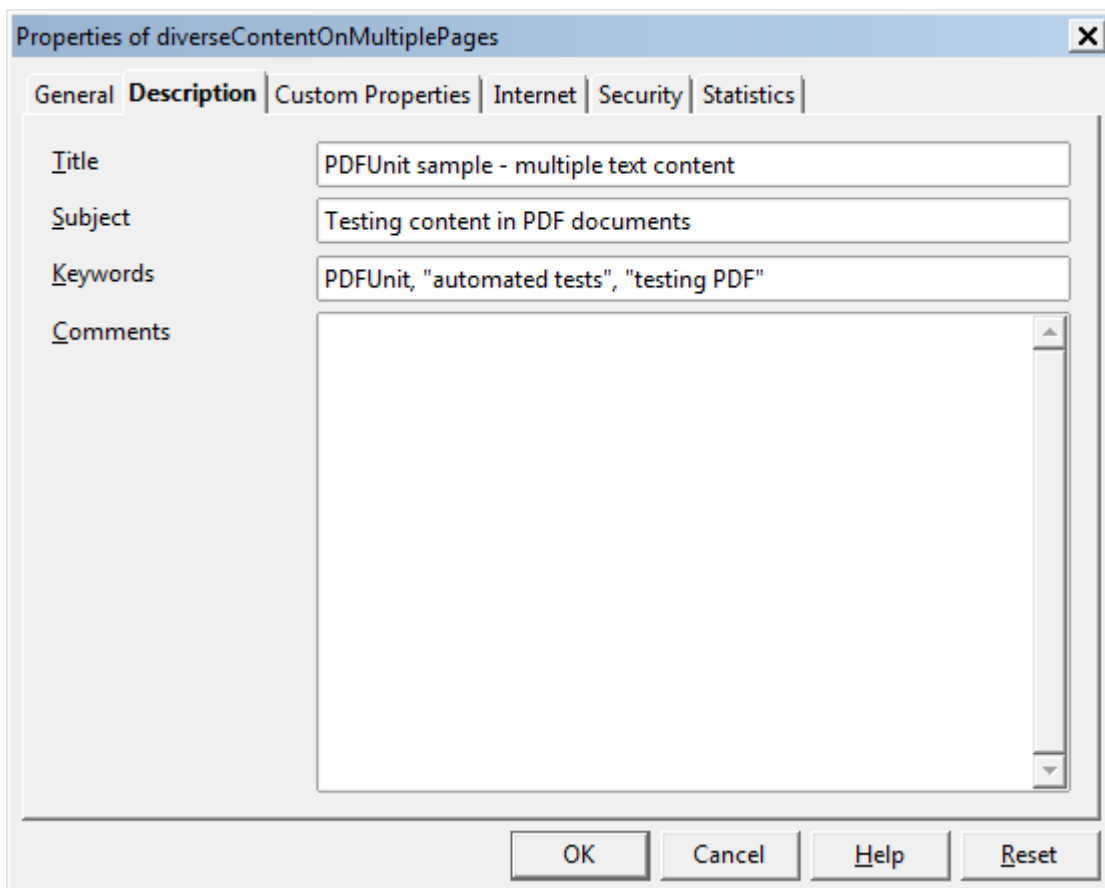 Properties of diverseContentOnMultiplePages
General Description Custom Properties Internet Security Statistics
Title PDFUnit sample - multiple text content
Subject Testing content in PDF documents
Keywords PDFUnit, "automated tests", "testing PDF"
Comments
OK Cancel Help Reset